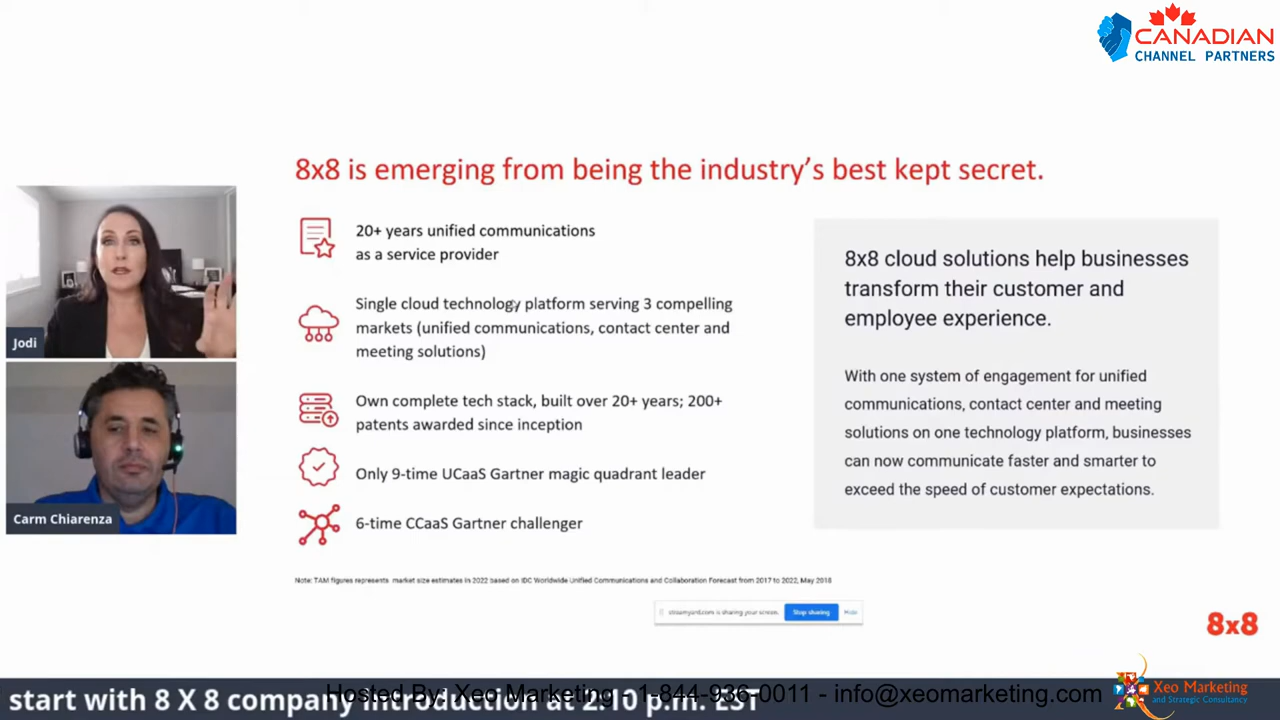 CANADIAN
CHANNEL PARTNERS
8x8 is emerging from being the industry's best kept secret.
20+ years unified communications
as a service provider
Single cloud technology platform serving 3 compelling
markets (unified communications, contact center and
meeting solutions)
Own complete tech stack, built over 20+ years; 200+
patents awarded since inception
Only 9-time UCaaS Gartner magic quadrant leader
6-time CCaaS Gartner challenger
8x8 cloud solutions help businesses
transform their customer and
employee experience.
With one system of engagement for unified
communications, contact center and meeting
solutions on one technology platform, businesses
can now communicate faster and smarter to
exceed the speed of customer expectations.
Jodi
Carm Chiarenza
Note: TAM figures represents market size estimates in 2022 based on IDC Worldwide Unified Communications and Collaboration Forecast from 2017 to 2022, May 2018
streamyard.com is sharing your screen.
Stop sharing
Hide
8x8
start with 8 X 8 company introduction at 2:10 p.m. EST
Hosted By: Xeo Marketing - 1-844-936-0011 - info@xeomarketing.com
Xeo Marketing
and Strategic Consultancy